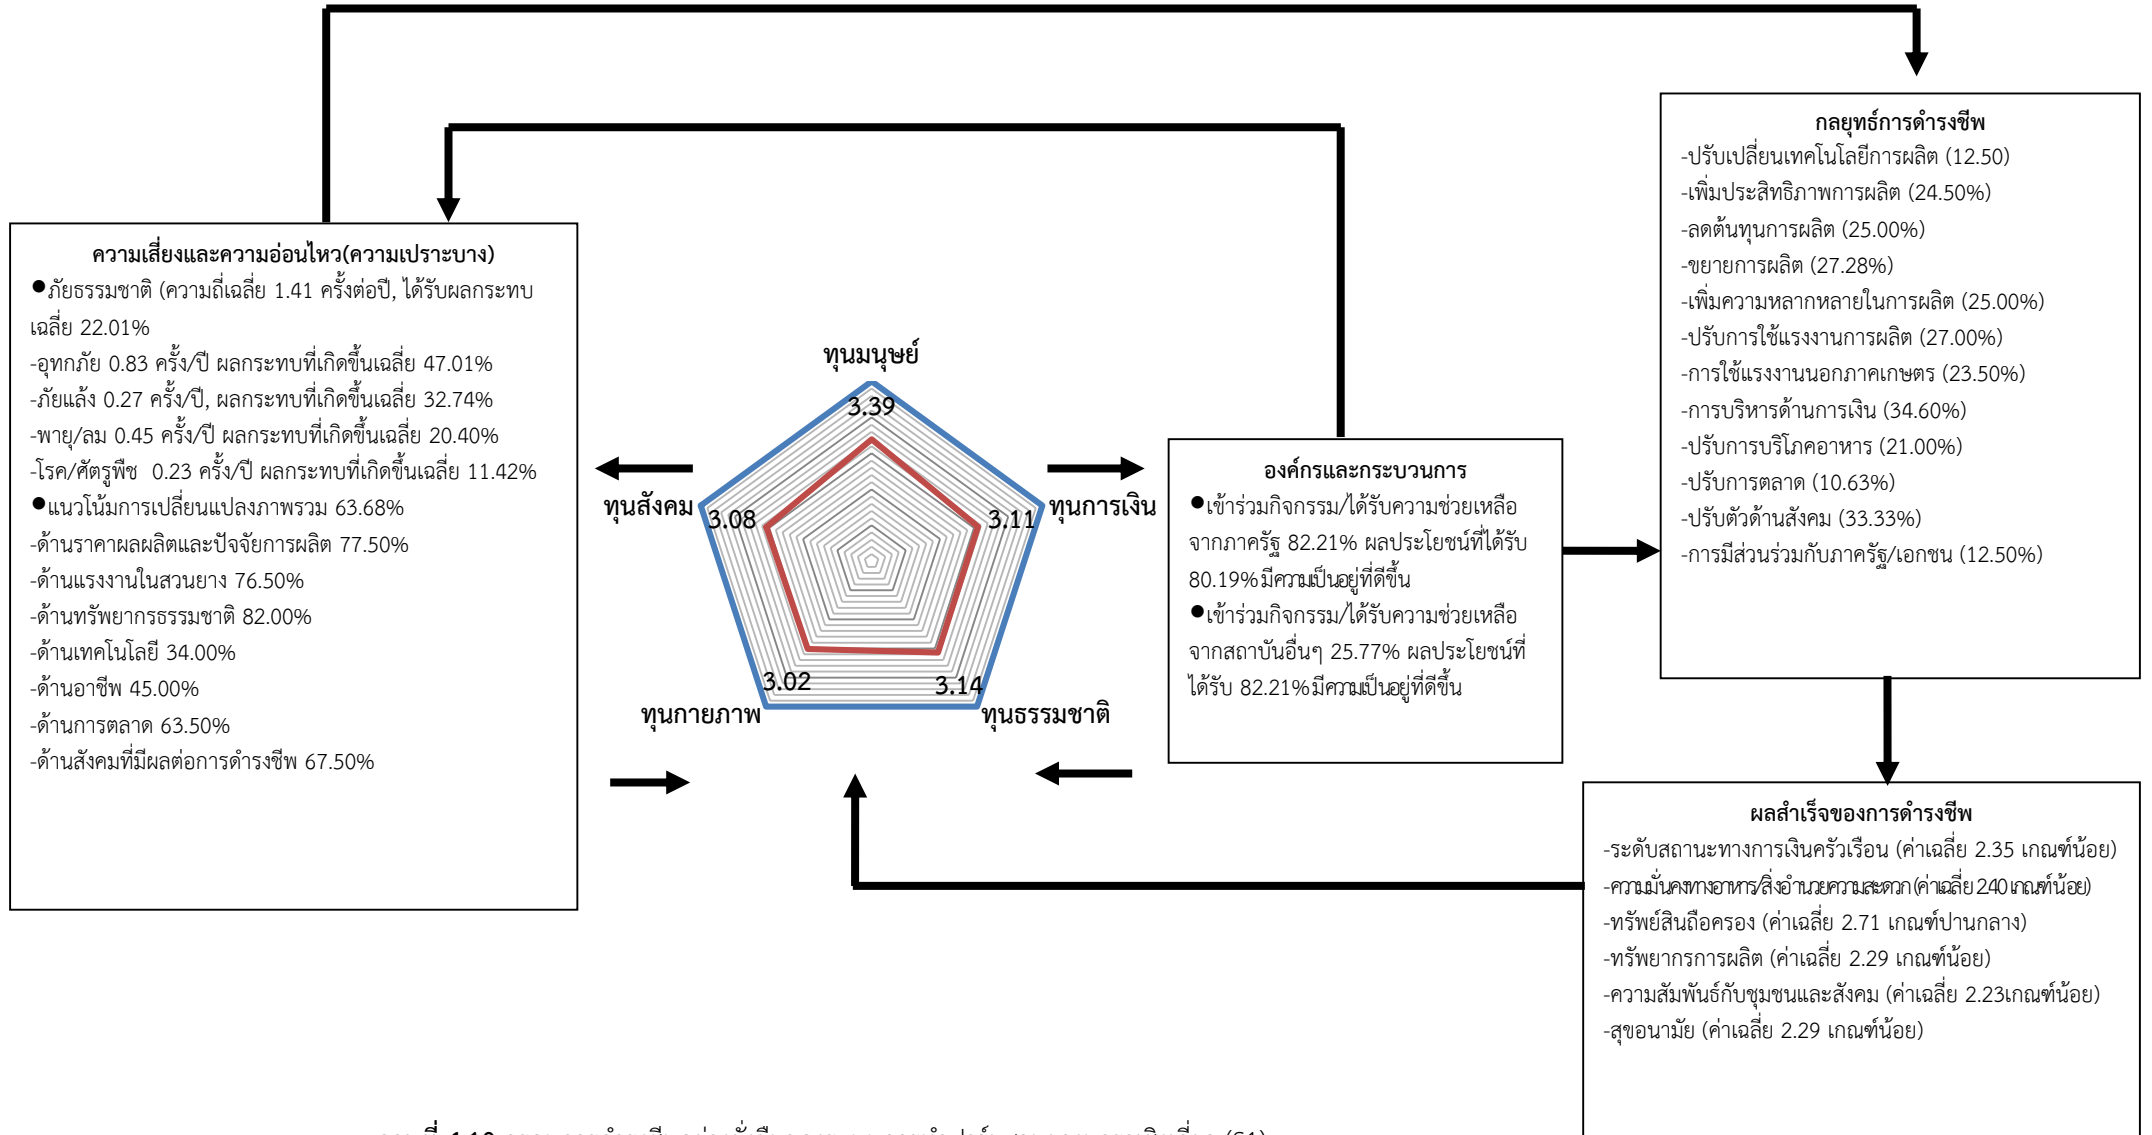 กลยุทธ์การดำรงชีพ
-ปรับเปลี่ยนเทคโนโลยีการผลิต (12.50)
-เพิ่มประสิทธิภาพการผลิต (24.50%)
-ลดต้นทุนการผลิต (25.00%)
-ขยายการผลิต (27.28%)
-เพิ่มความหลากหลายในการผลิต (25.00%)
-ปรับการใช้แรงงานการผลิต (27.00%)
-การใช้แรงงานนอกภาคเกษตร (23.50%)
-การบริหารด้านการเงิน (34.60%)
-ปรับการบริโภคอาหาร (21.00%)
-ปรับการตลาด (10.63%)
-ปรับตัวด้านสังคม (33.33%)
-การมีส่วนร่วมกับภาครัฐ/เอกชน (12.50%)
ความเสี่ยงและความอ่อนไหว(ความเปราะบาง)
●ภัยธรรมชาติ (ความถี่เฉลี่ย 1.41 ครั้งต่อปี, ได้รับผลกระทบ
เฉลี่ย 22.01%
-อุทกภัย 0.83 ครั้ง/ปี ผลกระทบที่เกิดขึ้นเฉลี่ย 47.01%
-ภัยแล้ง 0.27 ครั้ง/ปี, ผลกระทบที่เกิดขึ้นเฉลี่ย 32.74%
-พายุ/ลม 0.45 ครั้ง/ปี ผลกระทบที่เกิดขึ้นเฉลี่ย 20.40%
-โรค/ศัตรูพืช 0.23 ครั้ง/ปี ผลกระทบที่เกิดขึ้นเฉลี่ย 11.42%
●แนวโน้มการเปลี่ยนแปลงภาพรวม 63.68%
-ด้านราคาผลผลิตและปัจจัยการผลิต 77.50%
-ด้านแรงงานในสวนยาง 76.50%
-ด้านทรัพยากรธรรมชาติ 82.00%
-ด้านเทคโนโลยี 34.00%
-ด้านอาชีพ 45.00%
-ด้านการตลาด 63.50%
-ด้านสังคมที่มีผลต่อการดำรงชีพ 67.50%
ทุนมนุษย์
3.39
ทุนสังคม
3.08
3.11
ทุนการเงิน
3.02
3.14
ทุนกายภาพ
ทุนธรรมชาติ
องค์กรและกระบวนการ
●เข้าร่วมกิจกรรม/ได้รับความช่วยเหลือ
จากภาครัฐ 82.21% ผลประโยชน์ที่ได้รับ
80.19% มีความเป็นอยู่ที่ดีขึ้น
●เข้าร่วมกิจกรรม/ได้รับความช่วยเหลือ
จากสถาบันอื่นๆ 25.77% ผลประโยชน์ที่
ได้รับ 82.21% มีความเป็นอยู่ที่ดีขึ้น
ผลสำเร็จของการดำรงชีพ
-ระดับสถานะทางการเงินครัวเรือน (ค่าเฉลี่ย 2.35 เกณฑ์น้อย)
-ความมั่นคงทางอาหาร/สิ่งอำนวยความสะดวก (ค่าเฉลี่ย 2.40 เกณฑ์น้อย)
-ทรัพย์สินถือครอง (ค่าเฉลี่ย 2.71 เกณฑ์ปานกลาง)
-ทรัพยากรการผลิต (ค่าเฉลี่ย 2.29 เกณฑ์น้อย)
-ความสัมพันธ์กับชุมชนและสังคม (ค่าเฉลี่ย 2.23เกณฑ์น้อย)
-สุขอนามัย (ค่าเฉลี่ย 2.29 เกณฑ์น้อย)